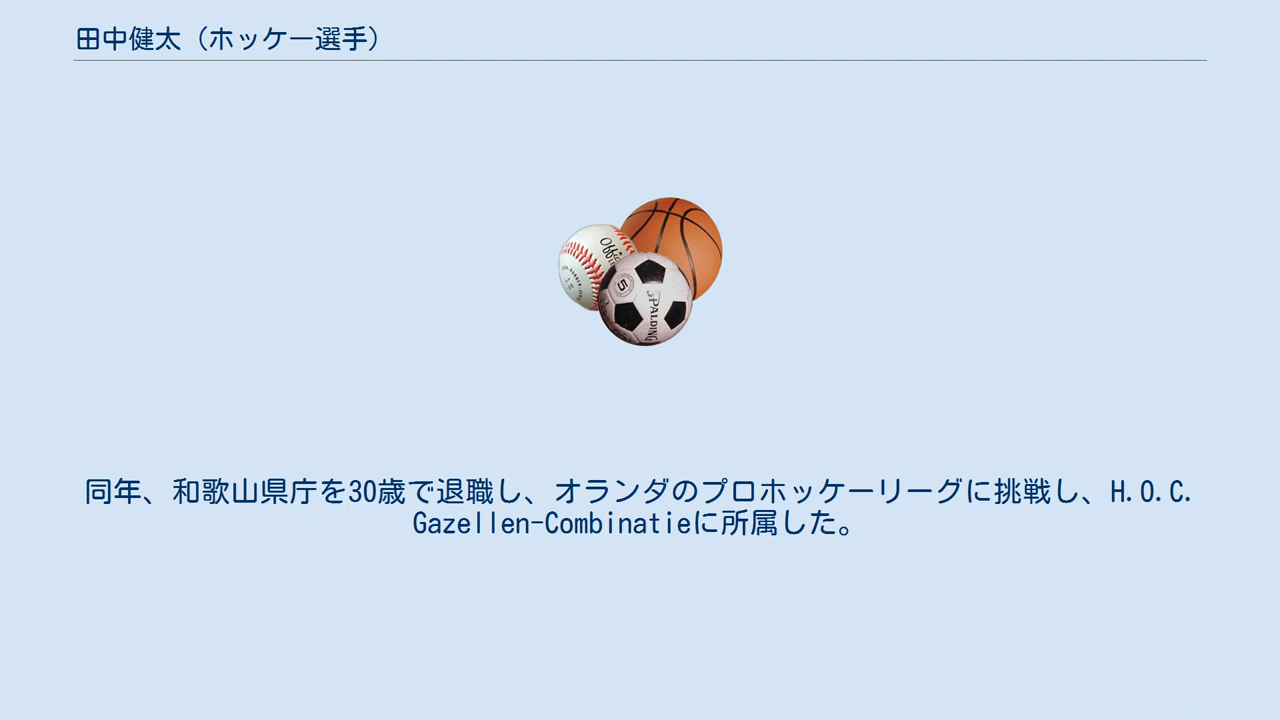 田中健太（ホッケー選手）
Official
5
SPALDING
同年、和歌山県庁を30歳で退職し、オランダのプロホッケーリーグに挑戦し、H.O.C.
Gazellen-Combinatieに所属した。